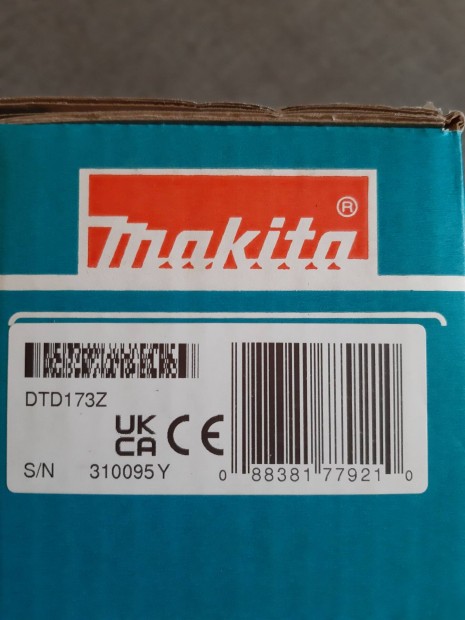 makita®
DTD173Z
UK
CA CE
S/N 310095Y
0 88381 77921 0